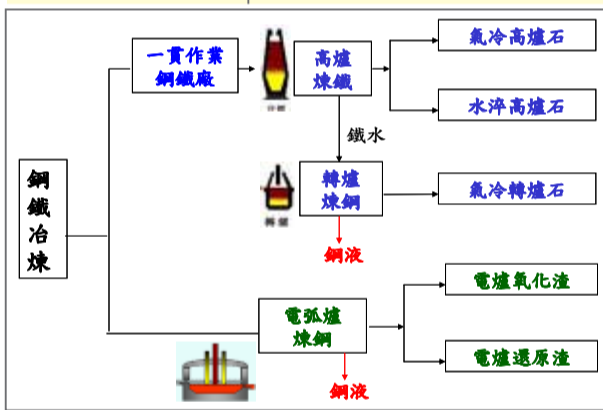 一貫作業
鋼鐵廠
高爐
煉鐵
氣冷高爐石
水淬高爐石
鐵水
鋼
鐵
冶
煉
轉爐
煉鋼
氣冷轉爐石
轉爐
鋼液
電弧爐
煉鋼
電爐氧化渣
電爐還原渣
鋼液